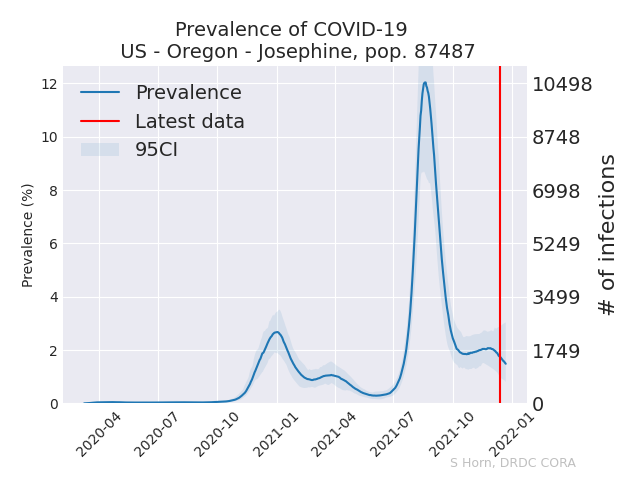 Prevalence of COVID-19
US - Oregon - Josephine, pop. 87487
Prevalence
Latest data
95CI
Prevalence (%)
12
10
8
6
4
2
0
10498
8748
6998
5249
3499
1749
0
# of infections
2020-04
2020-07
2020-10
2021-01
2021-04
2021-07
2021-10
2022-01
S Horn, DRDC CORA